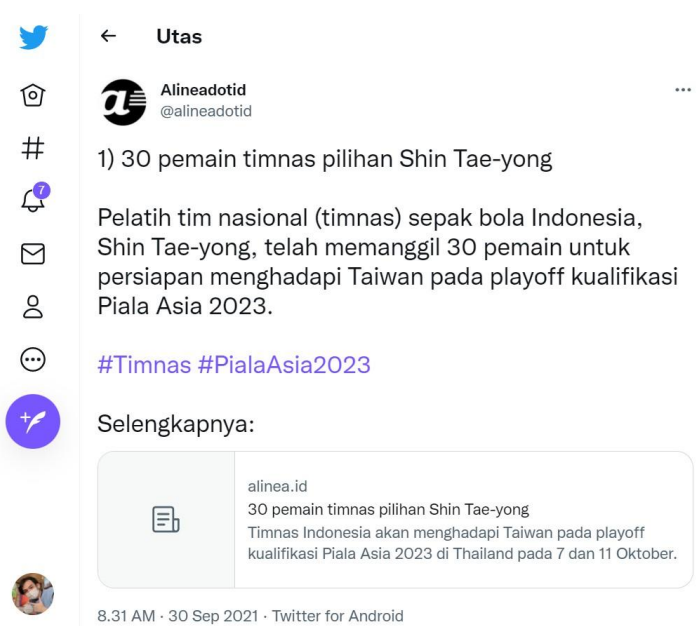 Utas
Alineadotid
@alineadotid
1) 30 pemain timnas pilihan Shin Tae-yong
Pelatih tim nasional (timnas) sepak bola Indonesia,
Shin Tae-yong, telah memanggil 30 pemain untuk
persiapan menghadapi Taiwan pada playoff kualifikasi
Piala Asia 2023.
#Timnas #PialaAsia2023
Selengkapnya:
alinea.id
30 pemain timnas pilihan Shin Tae-yong
Timnas Indonesia akan menghadapi Taiwan pada playoff
kualifikasi Piala Asia 2023 di Thailand pada 7 dan 11 Oktober.
8.31 AM · 30 Sep 2021 · Twitter for Android
7